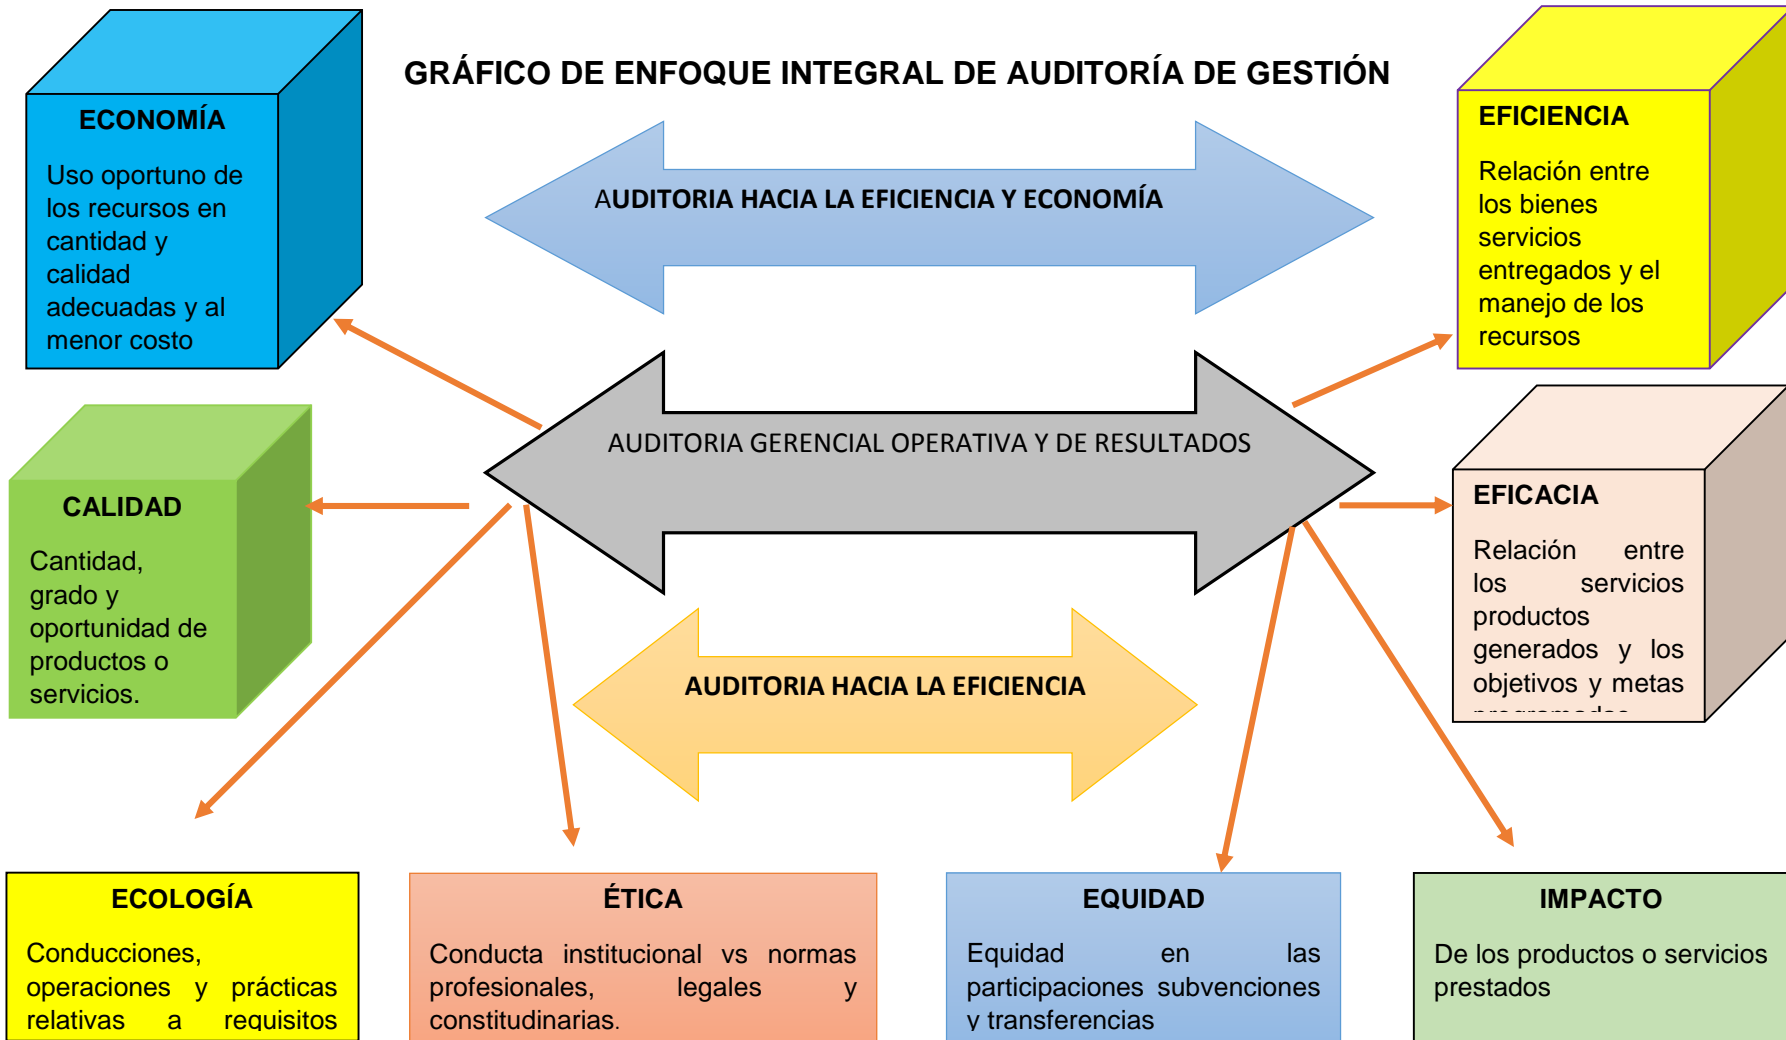 GRÁFICO DE ENFOQUE INTEGRAL DE AUDITORÍA DE GESTIÓN
ECONOMÍA
Uso oportuno de
los recursos en
cantidad y
calidad
adecuadas y al
menor costo
AUDITORIA HACIA LA EFICIENCIA Y ECONOMÍA
EFICIENCIA
Relación entre
los bienes
servicios
entregados y el
manejo de los
recursos
AUDITORIA GERENCIAL OPERATIVA Y DE RESULTADOS
CALIDAD
Cantidad,
grado y
oportunidad de
productos o
servicios.
EFICACIA
Relación entre
los servicios
productos
generados y los
objetivos y metas
AUDITORIA HACIA LA EFICIENCIA
ECOLOGÍA
Conducciones,
operaciones y prácticas
relativas a requisitos
ÉTICA
Conducta institucional vs normas
profesionales, legales y
constitudinarias.
EQUIDAD
Equidad en las
participaciones subvenciones
y transferencias
IMPACTO
De los productos o servicios
prestados